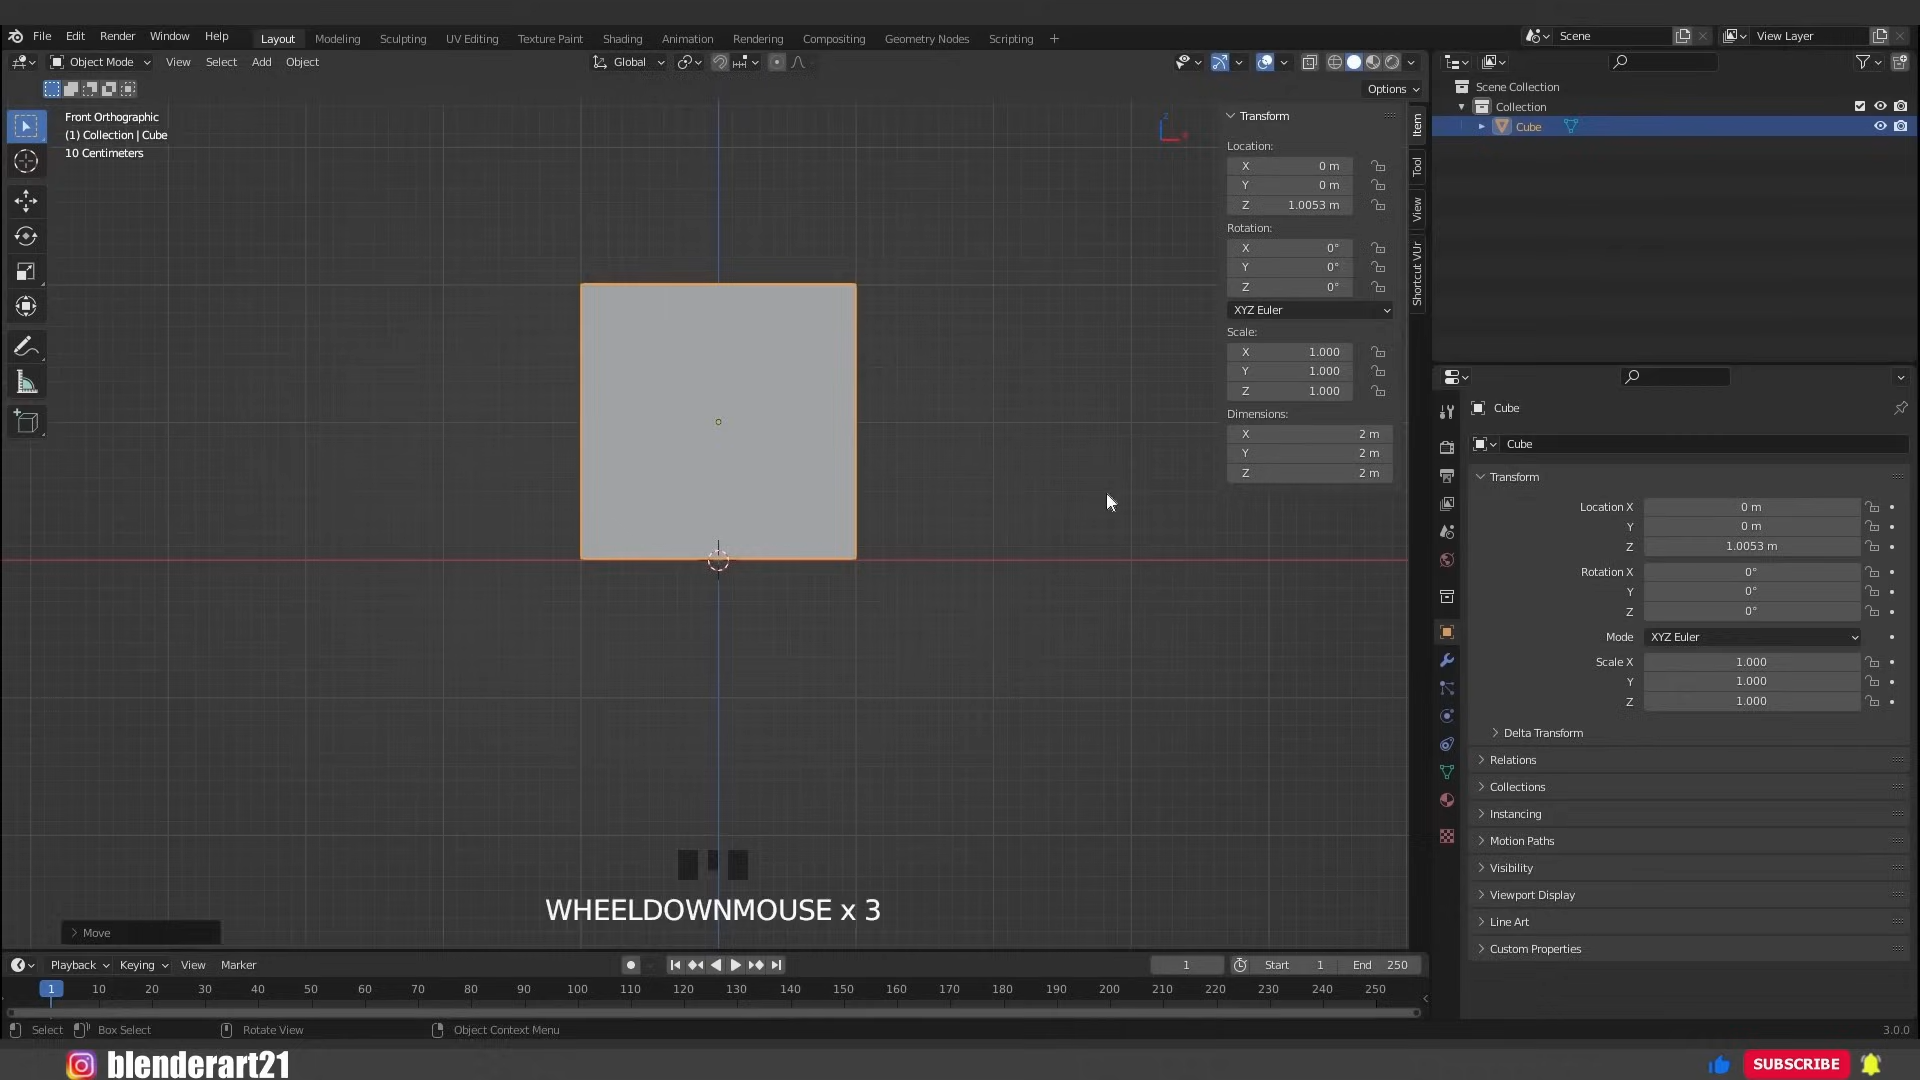 File Edit Render Window Help Layout Modeling Sculpting UV Editing Texture Paint Shading Animation Rendering Compositing Geometry Nodes Scripting + Scene View Layer
Object Mode View Select Add Object Global
Options
Front Orthographic
(1) Collection | Cube
10 Centimeters
Z
Transform
Location:
X 0 m
Y 0 m
Z 1.0053 m
Rotation:
X 0°
Y 0°
Z 0°
XYZ Euler
Scale:
X 1.000
Y 1.000
Z 1.000
Dimensions:
X 2 m
Y 2 m
Z 2 m
Item
Tool
View
Shortcut VUr
Scene Collection
Collection
Cube
Cube
Cube
Transform
Location X 0 m
Y 0 m
Z 1.0053 m
Rotation X 0°
Y 0°
Z 0°
Mode XYZ Euler
Scale X 1.000
Y 1.000
Z 1.000
Delta Transform
Relations
Collections
Instancing
Motion Paths
Visibility
Viewport Display
Line Art
Custom Properties
WHEELDOWNMOUSE x 3
Move
Playback Keying View Marker 1 Start 1 End 250
1 10 20 30 40 50 60 70 80 90 100 110 120 130 140 150 160 170 180 190 200 210 220 230 240 250
Select Box Select Rotate View Object Context Menu 3.0.0
blenderart21 SUBSCRIBE